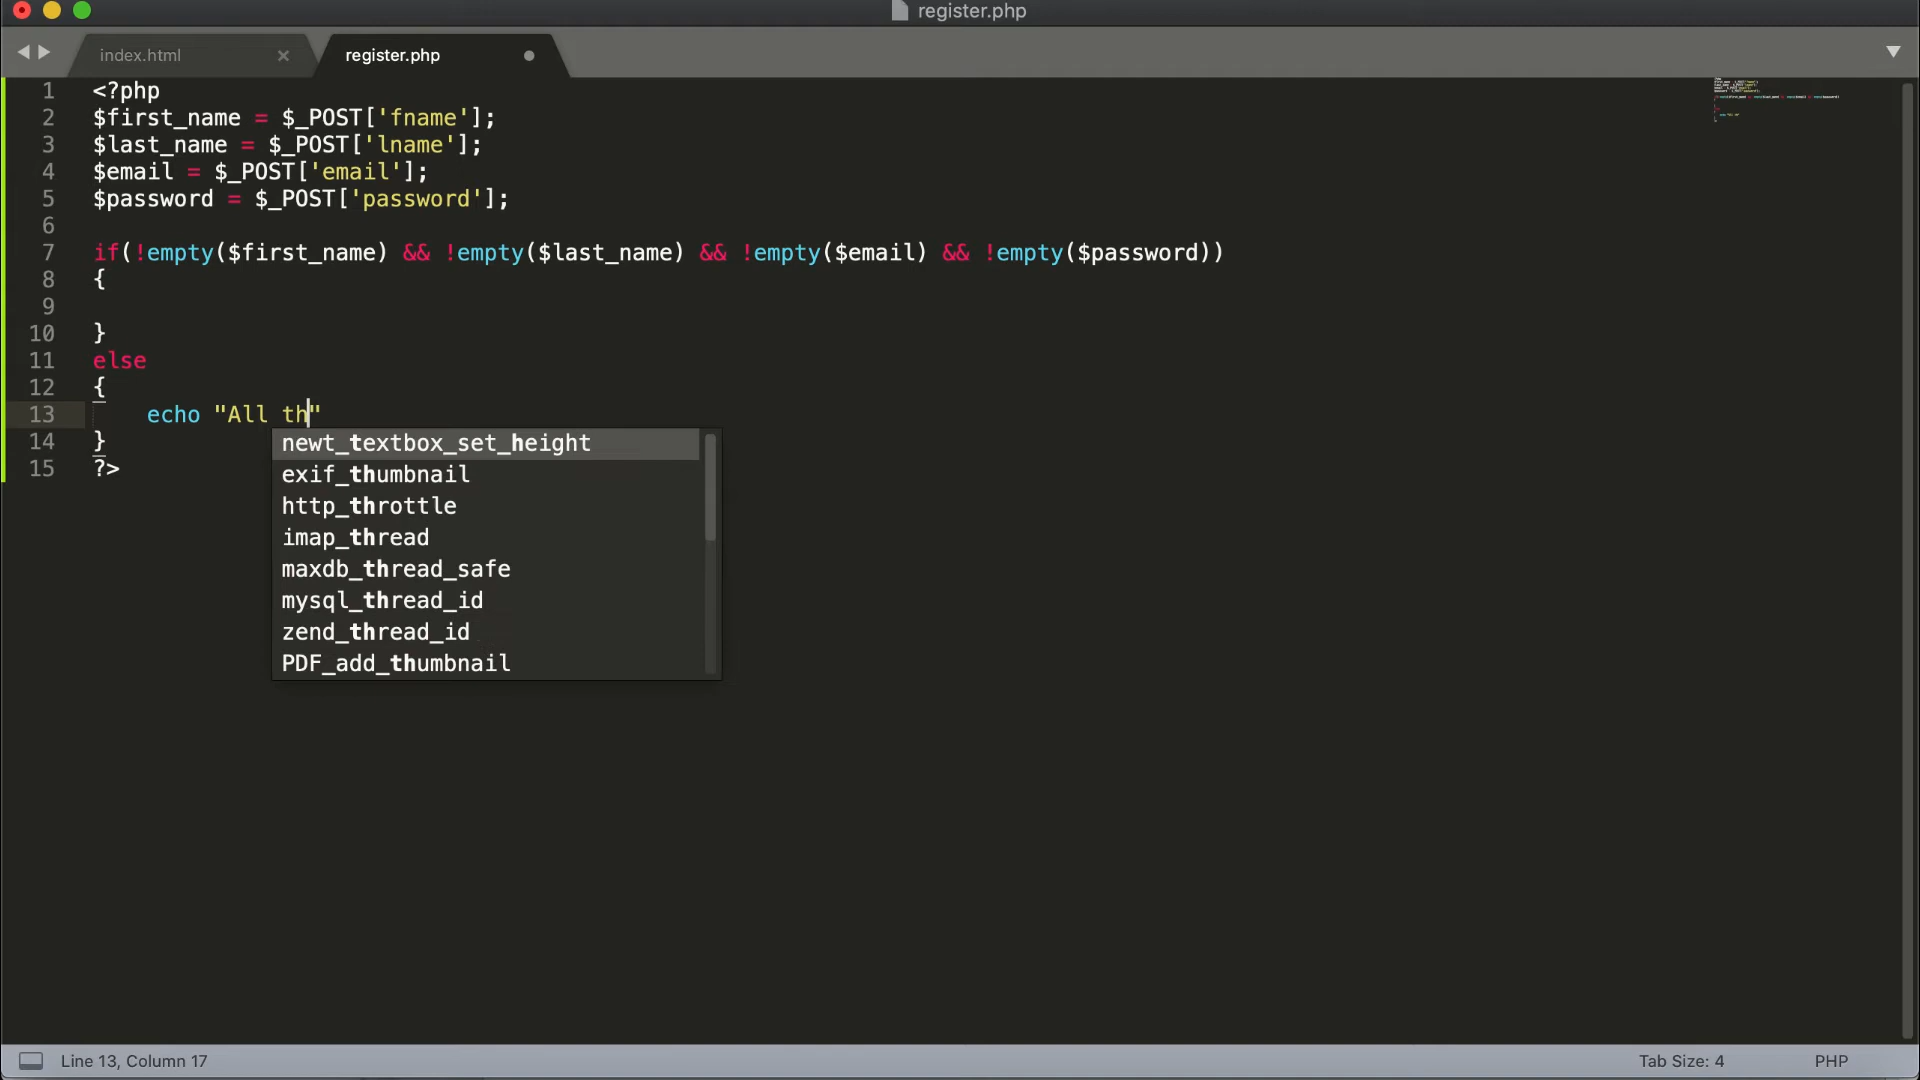 register.php
index.html
register.php
1 <?php
2 $first_name = $_POST['fname'];
3 $last_name = $_POST['lname'];
4 $email = $_POST['email'];
5 $password = $_POST['password'];
6
7 if(!empty($first_name) && !empty($last_name) && !empty($email) && !empty($password))
8 {
9
10 }
11 else
12 {
13 echo "All th"
14 }
15 ?>
newt_textbox_set_height
exif_thumbnail
http_throttle
imap_thread
maxdb_thread_safe
mysql_thread_id
zend_thread_id
PDF_add_thumbnail
Line 13, Column 17
Tab Size: 4
PHP